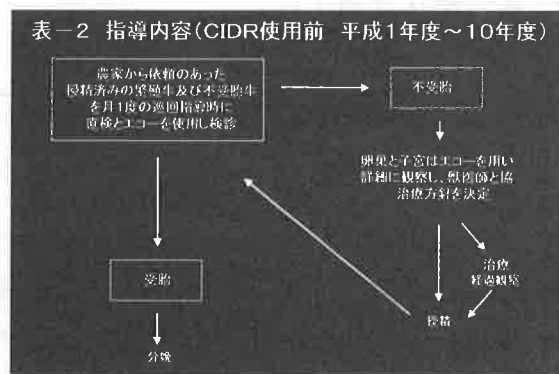 表－2 指導内容(CIDR使用前 平成1年度～10年度)
農家から依頼のあった
授精済みの繁殖牛及び不受胎牛
を月1度の巡回指導時に
直検とエコーを使用し検診
不受胎
卵巣と子宮はエコーを用い
詳細に観察し、獣医師と協
治療方針を決定
治療
経過観察
受胎
授精
分娩